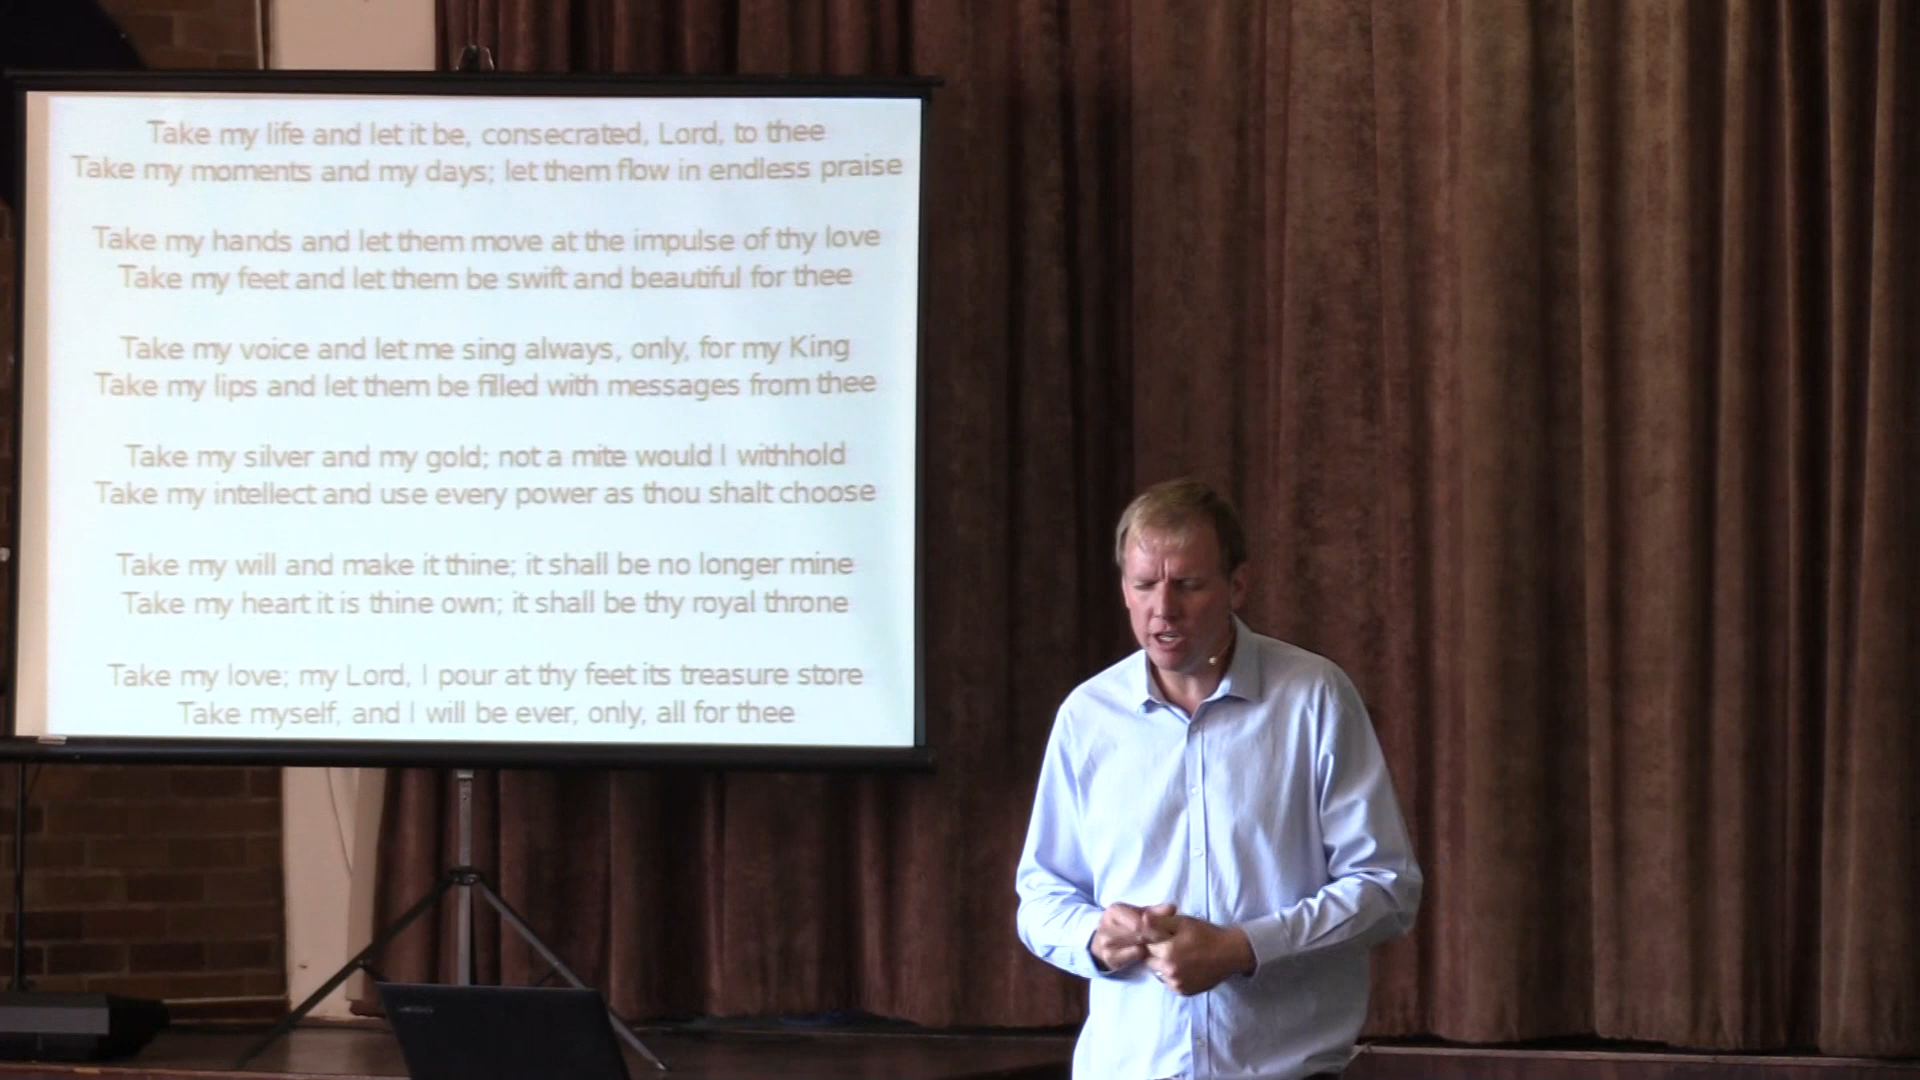 Take my life and let it be, consecrated, Lord, to thee
Take my moments and my days; let them flow in endless praise
Take my hands and let them move at the impulse of thy love
Take my feet and let them be swift and beautiful for thee
Take my voice and let me sing always, only, for my King
Take my lips and let them be filled with messages from thee
Take my silver and my gold; not a mite would I withhold
Take my intellect and use every power as thou shalt choose
Take my will and make it thine; it shall be no longer mine
Take my heart it is thine own; it shall be thy royal throne
Take my love; my Lord, I pour at thy feet its treasure store
Take myself, and I will be ever, only, all for thee